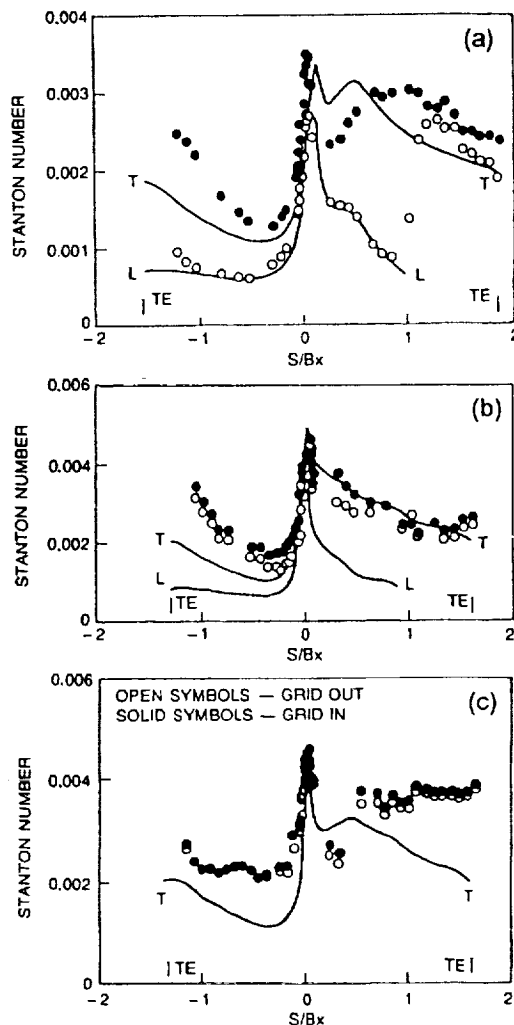 (a)
STANTON NUMBER
0.004
0.003
0.002
0.001
0
T
L
TE
T
TE
-2
-1
0
1
2
S/Bx
(b)
STANTON NUMBER
0.006
0.004
0.002
0
T
L
TE
L
T
TE
-2
-1
0
1
2
S/Bx
(c)
STANTON NUMBER
0.006
OPEN SYMBOLS — GRID OUT
SOLID SYMBOLS — GRID IN
0.004
0.002
0
T
TE
T
TE
-2
-1
0
1
2
S/Bx